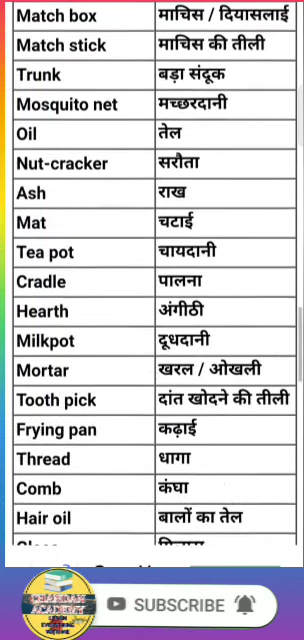 Match box माचिस / दियासलाई
Match stick माचिस की तीली
Trunk बड़ा संदूक
Mosquito net मच्छरदानी
Oil तेल
Nut-cracker सरौता
Ash राख
Mat चटाई
Tea pot चायदानी
Cradle पालना
Hearth अंगीठी
Milkpot दूधदानी
Mortar खरल / ओखली
Tooth pick दांत खोदने की तीली
Frying pan कढ़ाई
Thread धागा
Comb कंघा
Hair oil बालों का तेल
SUBSCRIBE